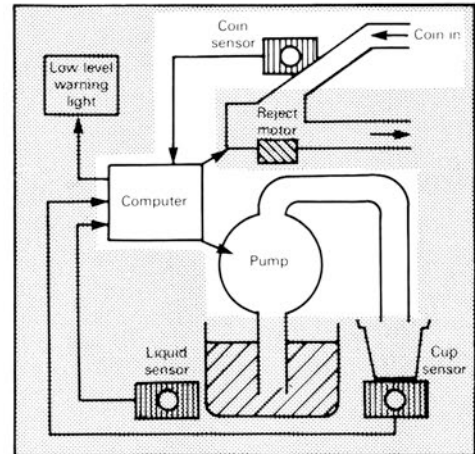 Coin
sensor
Coin in
Low level
warning
light
Reject
motor
Computer
Pump
Liquid
sensor
Cup
sensor